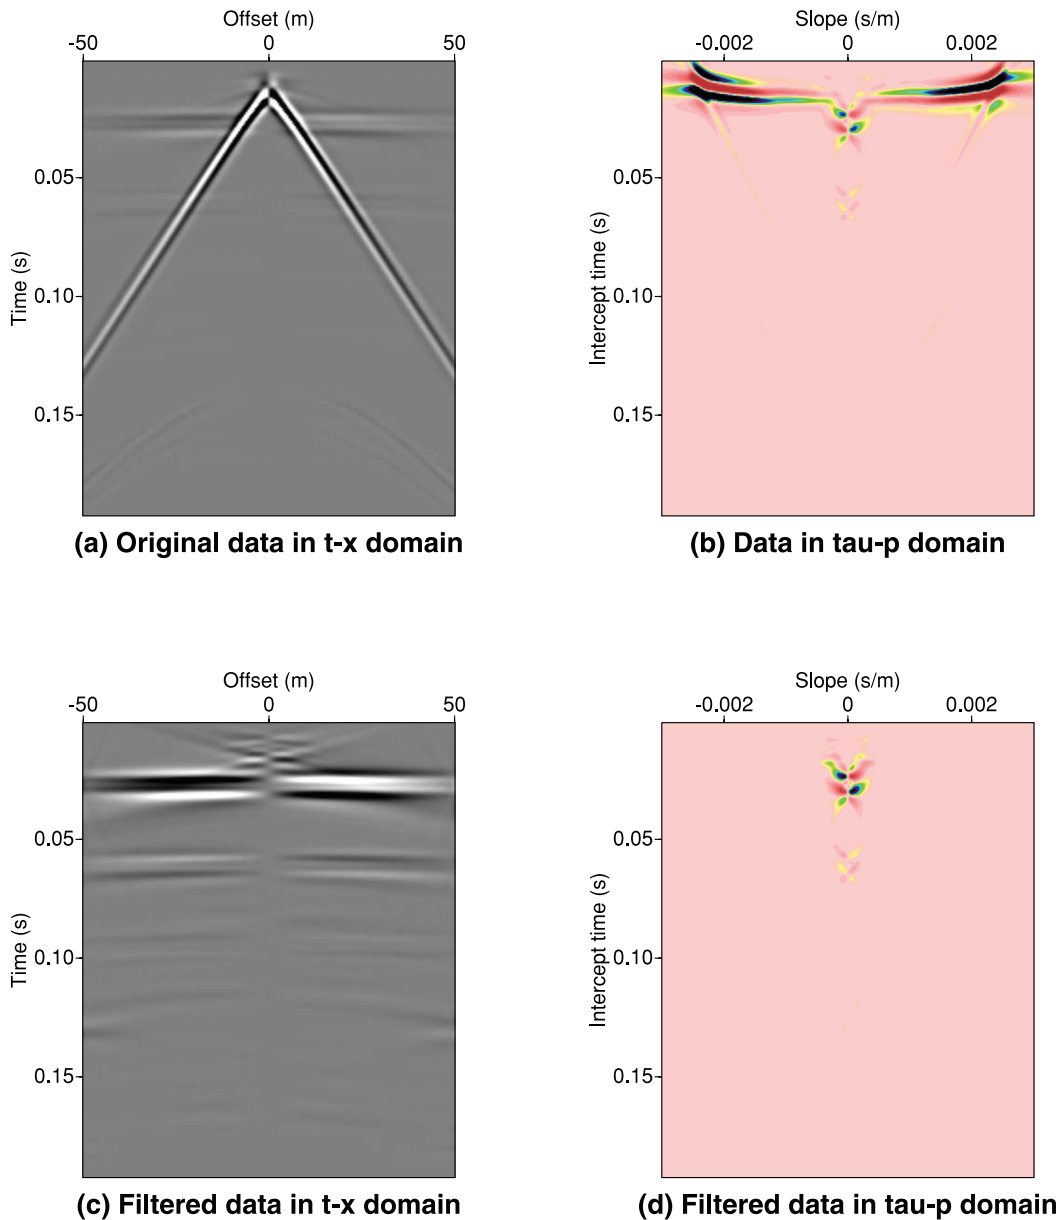 Offset (m)
-50 0 50
Time (s)
0.05
0.10
0.15
(a) Original data in t-x domain
Slope (s/m)
-0.002 0 0.002
Intercept time (s)
0.05
0.10
0.15
(b) Data in tau-p domain
Offset (m)
-50 0 50
Time (s)
0.05
0.10
0.15
(c) Filtered data in t-x domain
Slope (s/m)
-0.002 0 0.002
Intercept time (s)
0.05
0.10
0.15
(d) Filtered data in tau-p domain